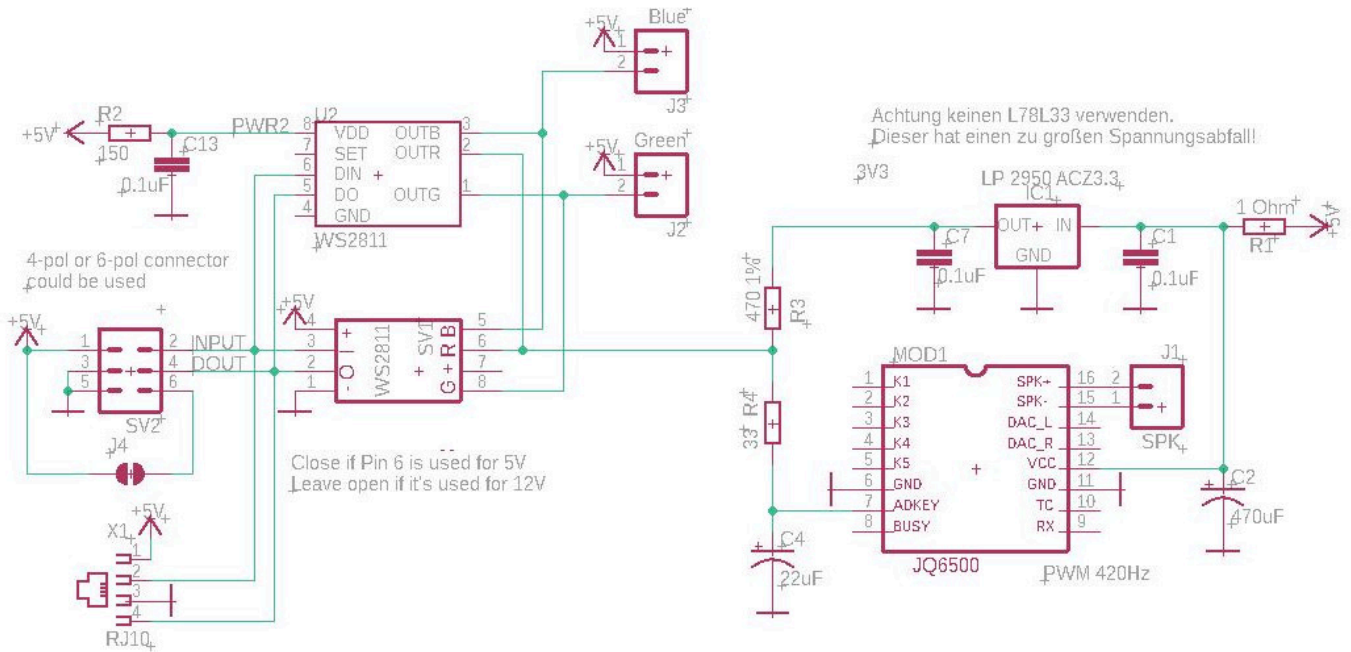 Blue
+5V
1
2
J3
Green
+5V
1
2
J2
R2
+5V
150
C13
0.1uF
PWR2
U2
8 VDD OUTB 3
7 SET OUTR 2
6 DIN
5 DO OUTG 1
4 GND
WS2811
Achtung keinen L78L33 verwenden.
Dieser hat einen zu großen Spannungsabfall!
3V3
LP 2950 ACZ3.3
IC1
OUT IN
GND
C7
0.1uF
C1
0.1uF
1 Ohm
R1
+5V
4-pol or 6-pol connector
could be used
+5V
1 2 INPUT
3 4 DOUT
5 6
SV2
J4
+5V
4 + 5
3 I 6
2 O 7
1 - 8
WS2811
SV1
G R B
Close if Pin 6 is used for 5V
Leave open if it's used for 12V
470 1%
R3
R4
33
C4
22uF
MOD1
1 K1 SPK+ 16
2 K2 SPK- 15
3 K3 DAC_L 14
4 K4 DAC_R 13
5 K5 VCC 12
6 GND GND 11
7 ADKEY TC 10
8 BUSY RX 9
JQ6500
PWM 420Hz
J1
2
1
SPK
C2
470uF
+5V
X1
1
2
3
4
RJ10